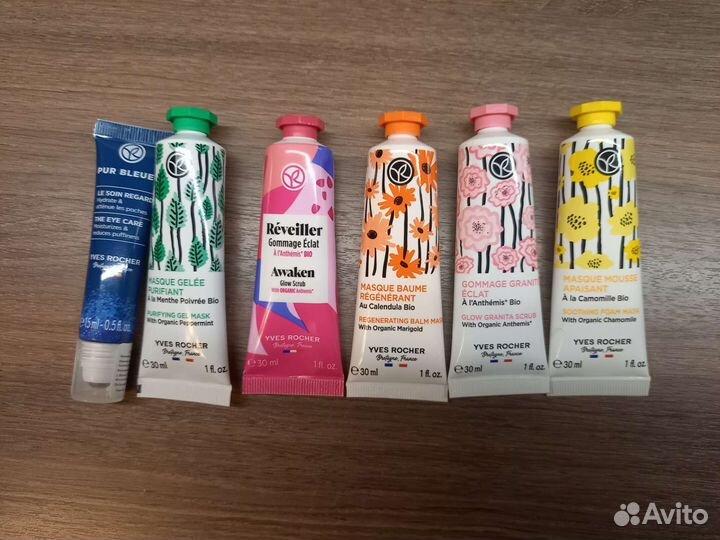 PUR BLEUE
LE SOIN REGARD
Hydrate &
atténue les poches
THE EYE CARE
Moisturizes &
reduces puffiness
YVES ROCHER
Bretagne, France
15 ml - 0.5 fl. oz.
MASQUE GELÉE
PURIFIANT
À la Menthe Poivrée Bio
PURIFYING GEL MASK
With Organic Peppermint
YVES ROCHER
Bretagne, France
e 30 ml 1 fl. oz.
Réveiller
Gommage Éclat
À l'Anthémis* BIO
Awaken
Glow Scrub
With ORGANIC Anthemis*
YVES ROCHER
Bretagne, France
e 30 ml 1 fl. oz.
MASQUE BAUME
RÉGÉNÉRANT
Au Calendula Bio
REGENERATING BALM MASK
With Organic Marigold
YVES ROCHER
Bretagne, France
e 30 ml 1 fl. oz.
GOMMAGE GRANITA
ÉCLAT
À l'Anthémis* Bio
GLOW GRANITA SCRUB
With Organic Anthemis*
YVES ROCHER
Bretagne, France
e 30 ml 1 fl. oz.
MASQUE MOUSSE
APAISANT
À la Camomille Bio
SOOTHING FOAM MASK
With Organic Chamomile
YVES ROCHER
Bretagne, France
e 30 ml 1 fl. oz.
Avito